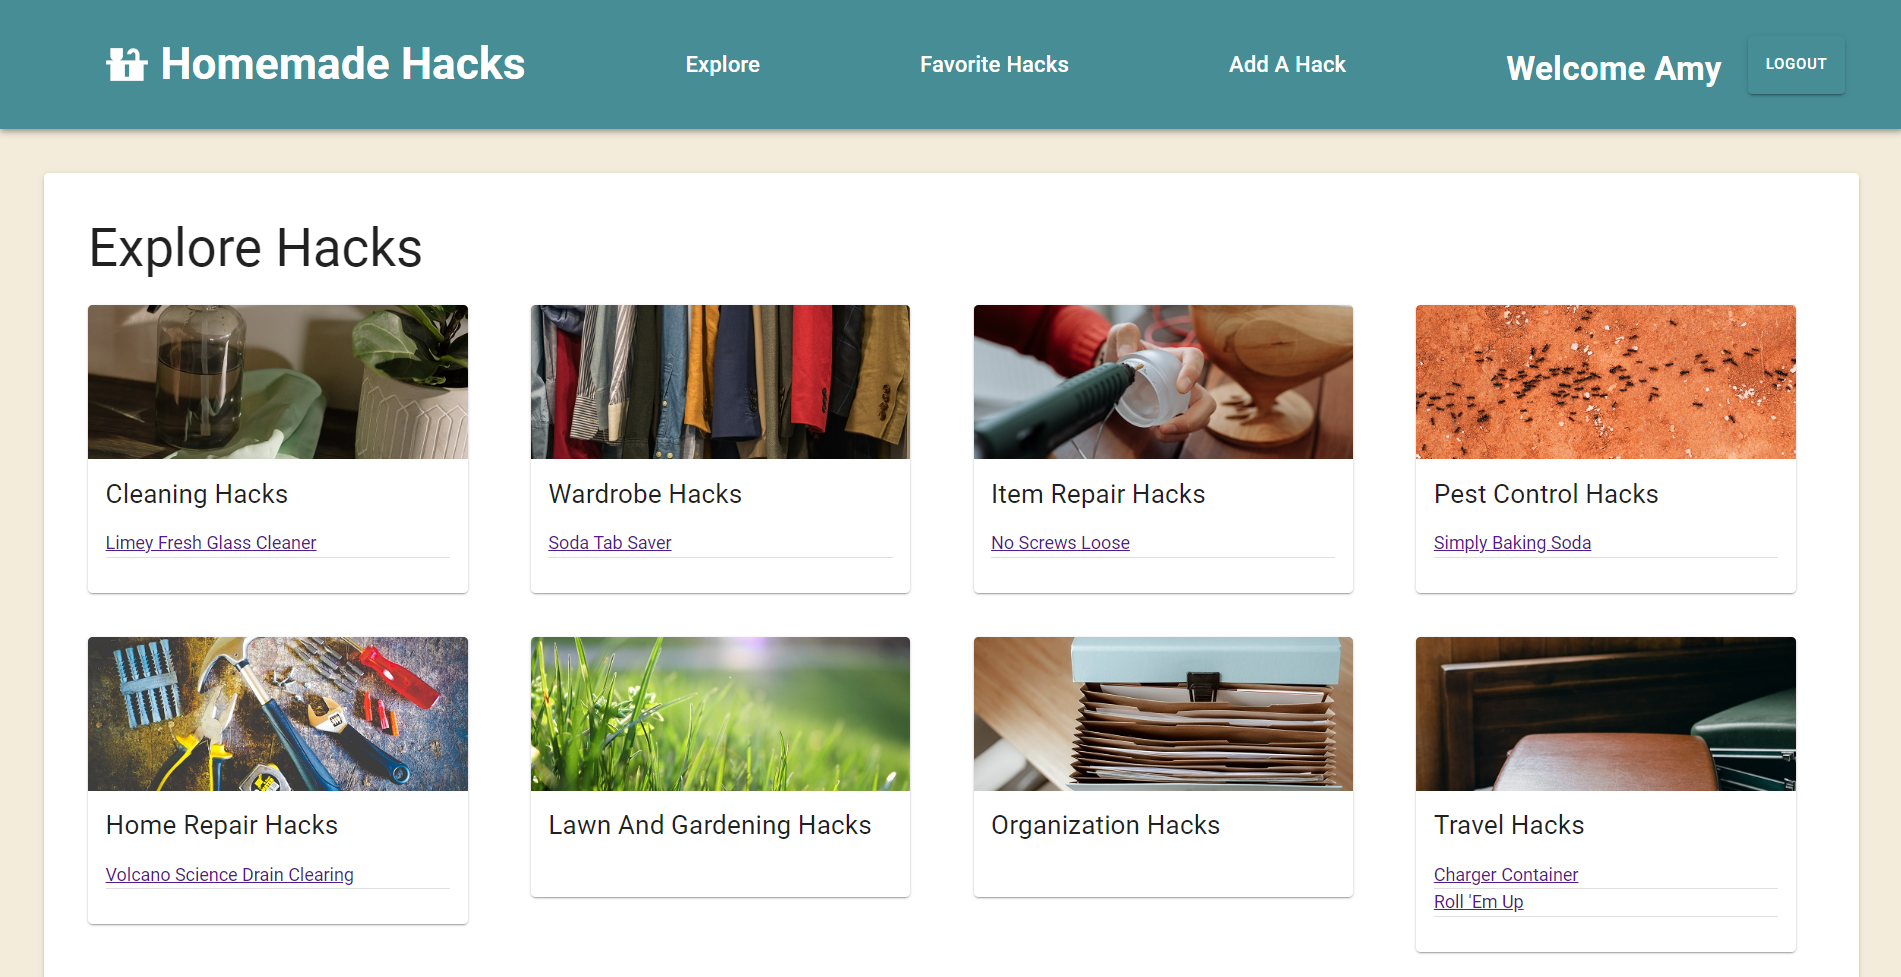 Homemade Hacks
Explore
Favorite Hacks
Add A Hack
Welcome Amy
LOGOUT
Explore Hacks
Cleaning Hacks
Limey Fresh Glass Cleaner
Wardrobe Hacks
Soda Tab Saver
Item Repair Hacks
No Screws Loose
Pest Control Hacks
Simply Baking Soda
Home Repair Hacks
Volcano Science Drain Clearing
Lawn And Gardening Hacks
Organization Hacks
Travel Hacks
Charger Container
Roll 'Em Up